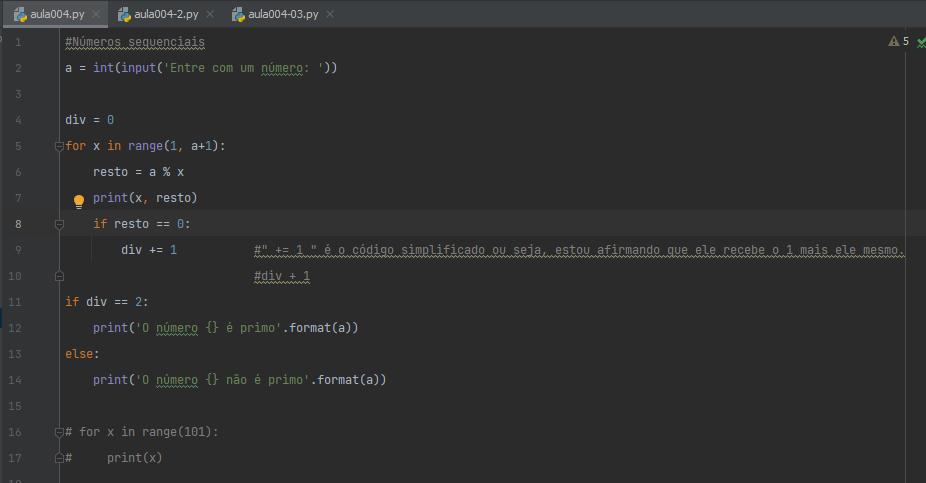 aula004.py aula004-2.py aula004-03.py
1 #Números sequenciais 5
2 a = int(input('Entre com um número: '))
3
4 div = 0
5 for x in range(1, a+1):
6     resto = a % x
7     print(x, resto)
8     if resto == 0:
9         div += 1           #" += 1 " é o código simplificado ou seja, estou afirmando que ele recebe o 1 mais ele mesmo.
10                            #div + 1
11 if div == 2:
12     print('O número {} é primo'.format(a))
13 else:
14     print('O número {} não é primo'.format(a))
15
16 # for x in range(101):
17 #     print(x)